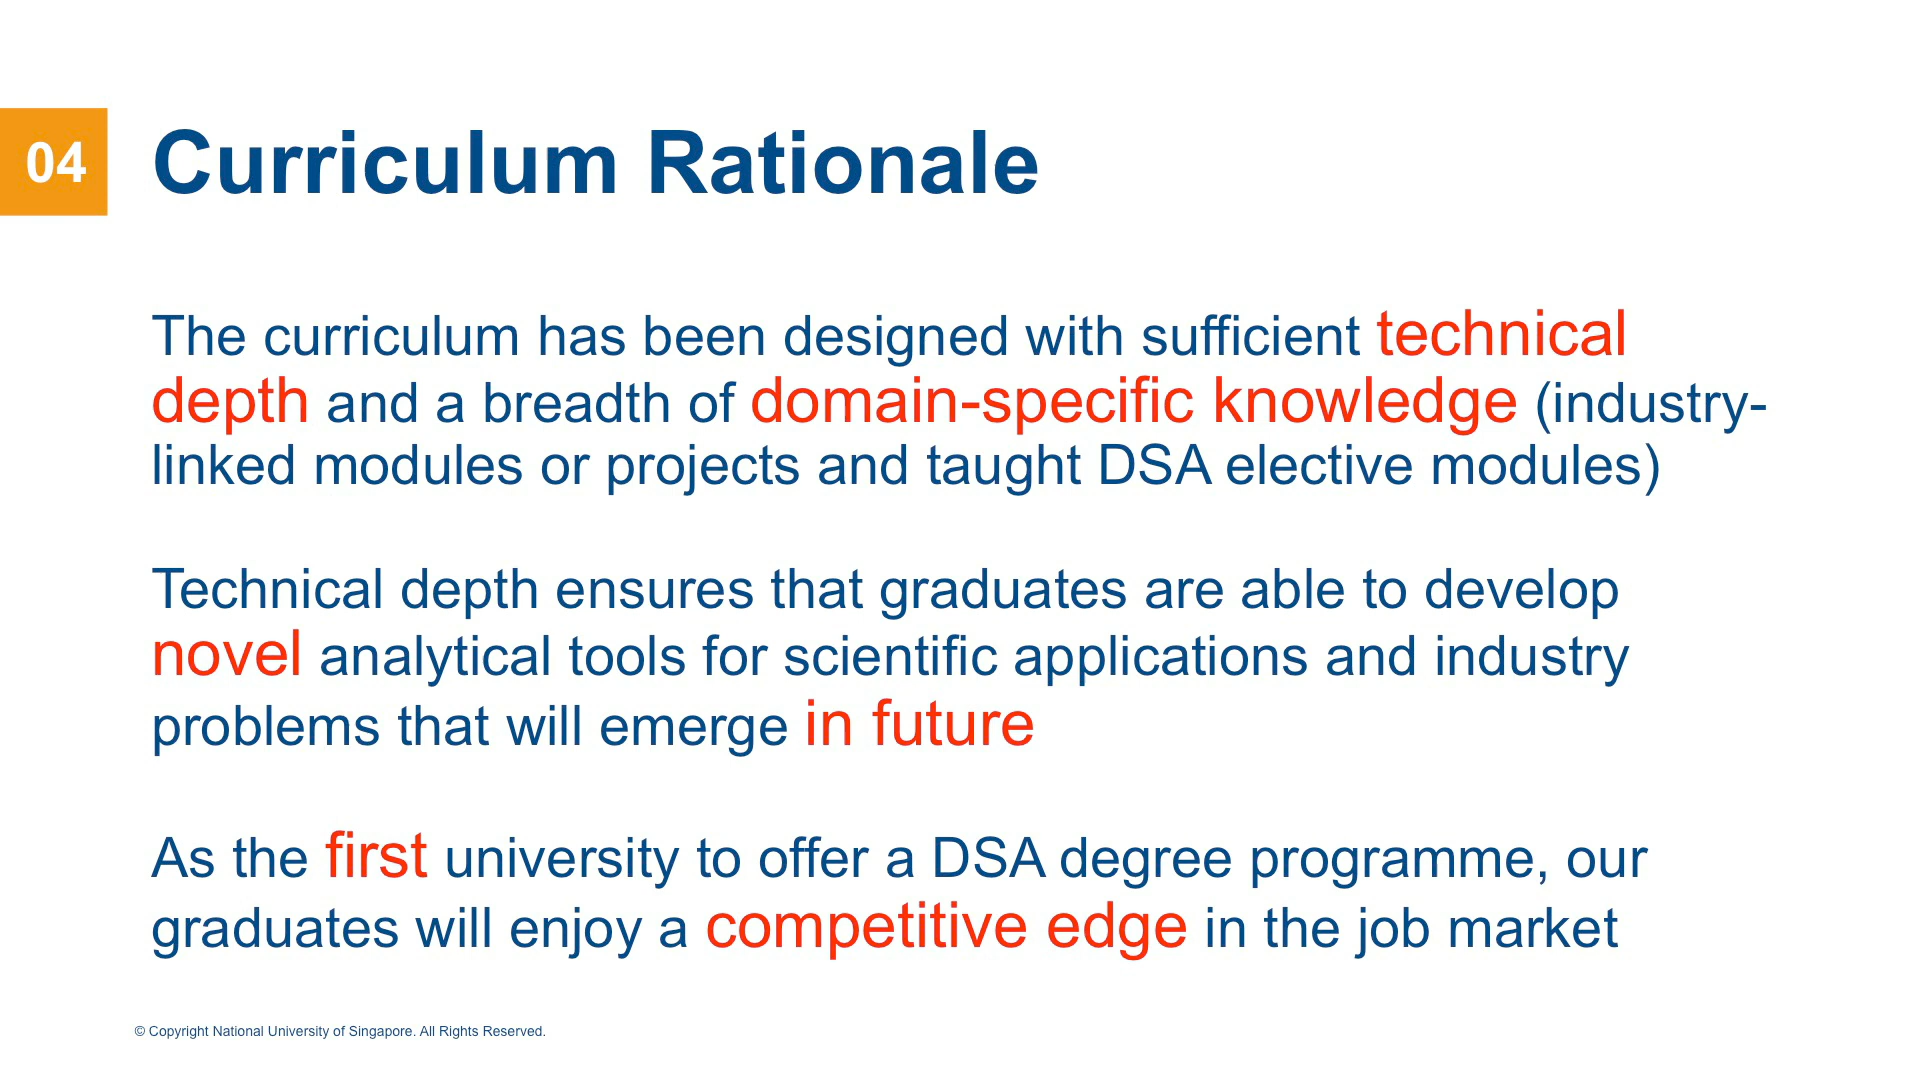 04
Curriculum Rationale
The curriculum has been designed with sufficient technical
depth and a breadth of domain-specific knowledge (industry-
linked modules or projects and taught DSA elective modules)
Technical depth ensures that graduates are able to develop
novel analytical tools for scientific applications and industry
problems that will emerge in future
As the first university to offer a DSA degree programme, our
graduates will enjoy a competitive edge in the job market
© Copyright National University of Singapore. All Rights Reserved.